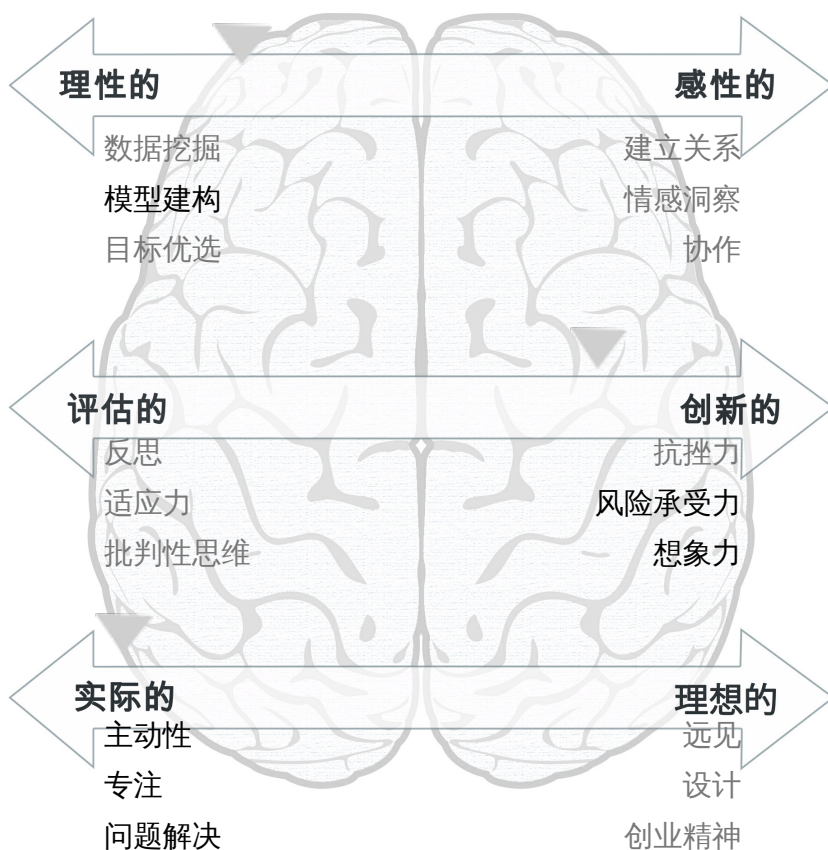 理性的 感性的
数据挖掘 建立关系
模型建构 情感洞察
目标优选 协作
评估的 创新的
反思 抗挫力
适应力 风险承受力
批判性思维 想象力
实际的 理想的
主动性 远见
专注 设计
问题解决 创业精神